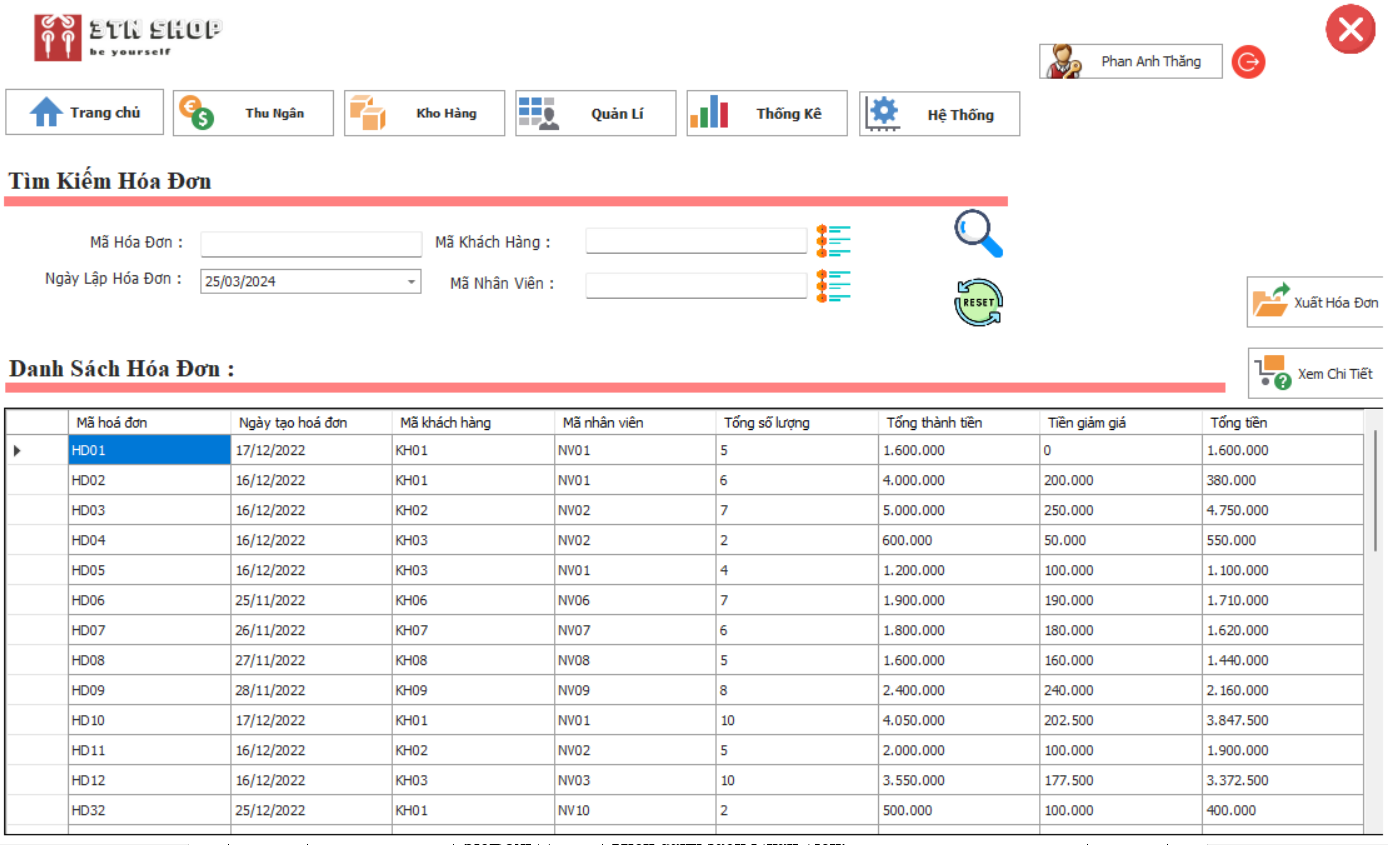 3TN SHOP
be yourself
Phan Anh Thăng
Trang chủ Thu Ngân Kho Hàng Quản Lí Thống Kê Hệ Thống
Tìm Kiếm Hóa Đơn
Mã Hóa Đơn : Mã Khách Hàng :
Ngày Lập Hóa Đơn : 25/03/2024 Mã Nhân Viên :
RESET
Xuất Hóa Đơn
Danh Sách Hóa Đơn :
Xem Chi Tiết
Mã hoá đơn Ngày tạo hoá đơn Mã khách hàng Mã nhân viên Tổng số lượng Tổng thành tiền Tiền giảm giá Tổng tiền
HD01 17/12/2022 KH01 NV01 5 1.600.000 0 1.600.000
HD02 16/12/2022 KH01 NV01 6 4.000.000 200.000 380.000
HD03 16/12/2022 KH02 NV02 7 5.000.000 250.000 4.750.000
HD04 16/12/2022 KH03 NV02 2 600.000 50.000 550.000
HD05 16/12/2022 KH03 NV01 4 1.200.000 100.000 1.100.000
HD06 25/11/2022 KH06 NV06 7 1.900.000 190.000 1.710.000
HD07 26/11/2022 KH07 NV07 6 1.800.000 180.000 1.620.000
HD08 27/11/2022 KH08 NV08 5 1.600.000 160.000 1.440.000
HD09 28/11/2022 KH09 NV09 8 2.400.000 240.000 2.160.000
HD10 17/12/2022 KH01 NV01 10 4.050.000 202.500 3.847.500
HD11 16/12/2022 KH02 NV02 5 2.000.000 100.000 1.900.000
HD12 16/12/2022 KH03 NV03 10 3.550.000 177.500 3.372.500
HD32 25/12/2022 KH01 NV10 2 500.000 100.000 400.000